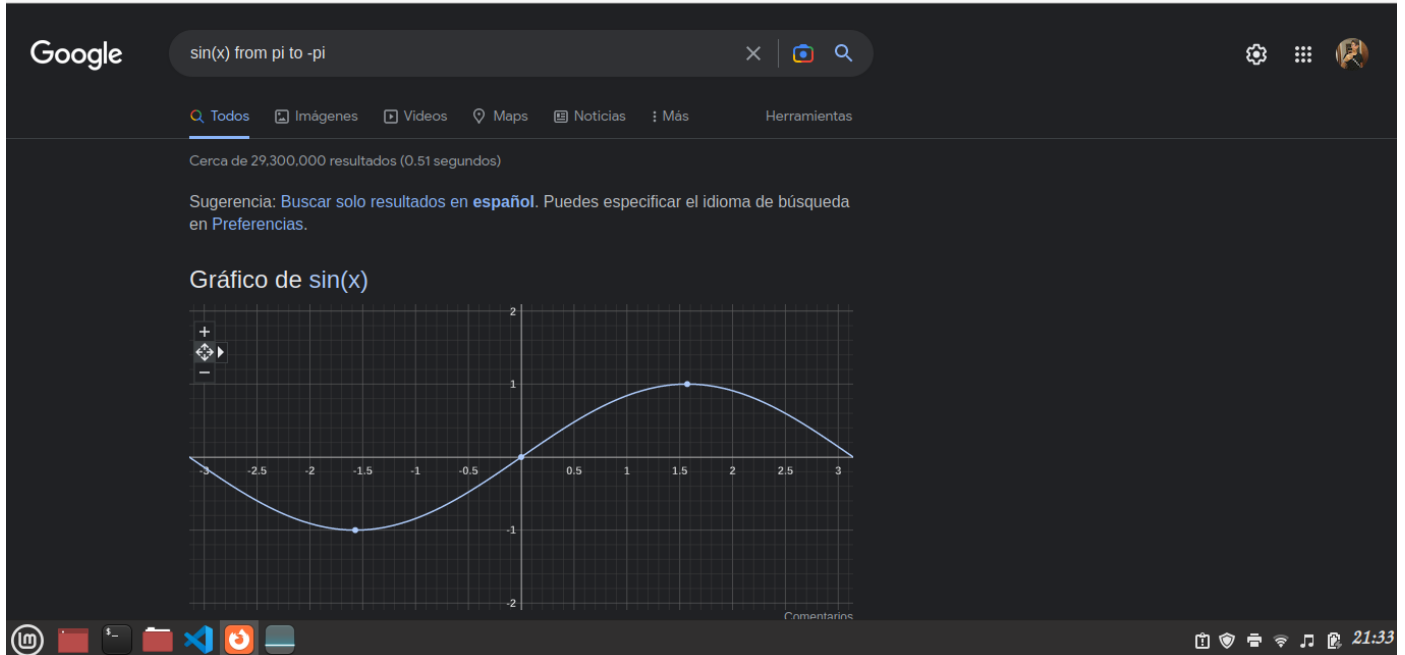 Google
sin(x) from pi to -pi
Todos Imágenes Videos Maps Noticias Más Herramientas
Cerca de 29,300,000 resultados (0.51 segundos)
Sugerencia: Buscar solo resultados en español. Puedes especificar el idioma de búsqueda
en Preferencias.
Gráfico de sin(x)
2
1
-3 -2.5 -2 -1.5 -1 -0.5 0.5 1 1.5 2 2.5 3
-1
-2
Comentarios
21:33